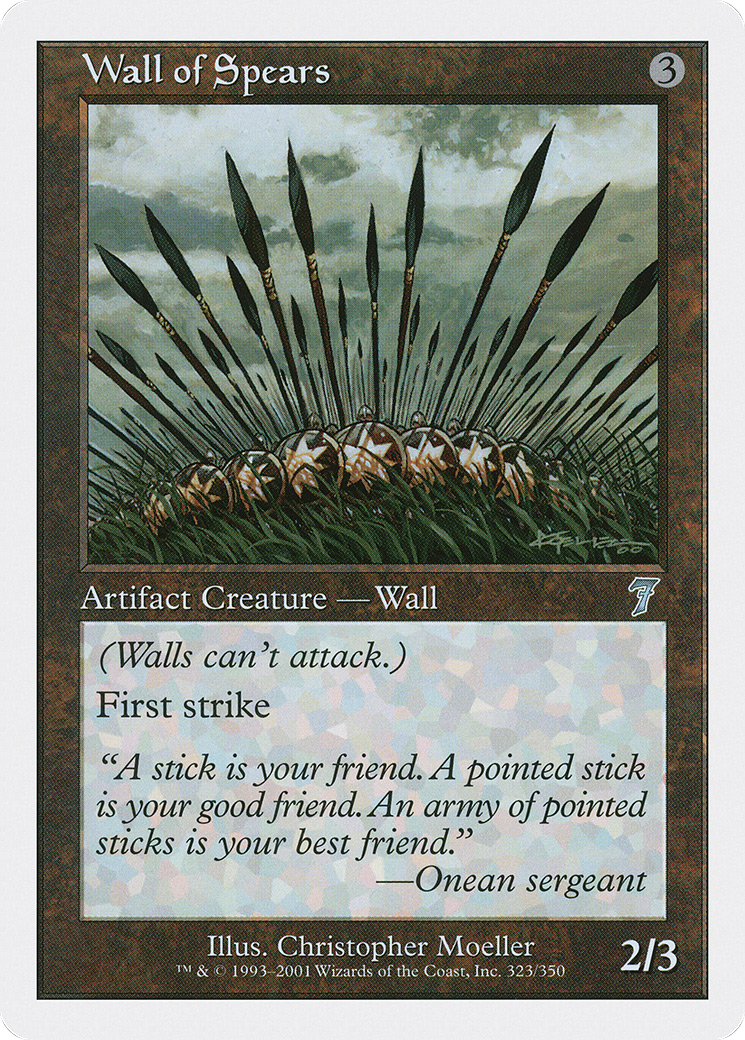 Wall of Spears
3
Artifact Creature — Wall
7
(Walls can't attack.)
First strike
“A stick is your friend. A pointed stick
is your good friend. An army of pointed
sticks is your best friend.”
—Onean sergeant
Illus. Christopher Moeller
2/3
™ & © 1993–2001 Wizards of the Coast, Inc. 323/350